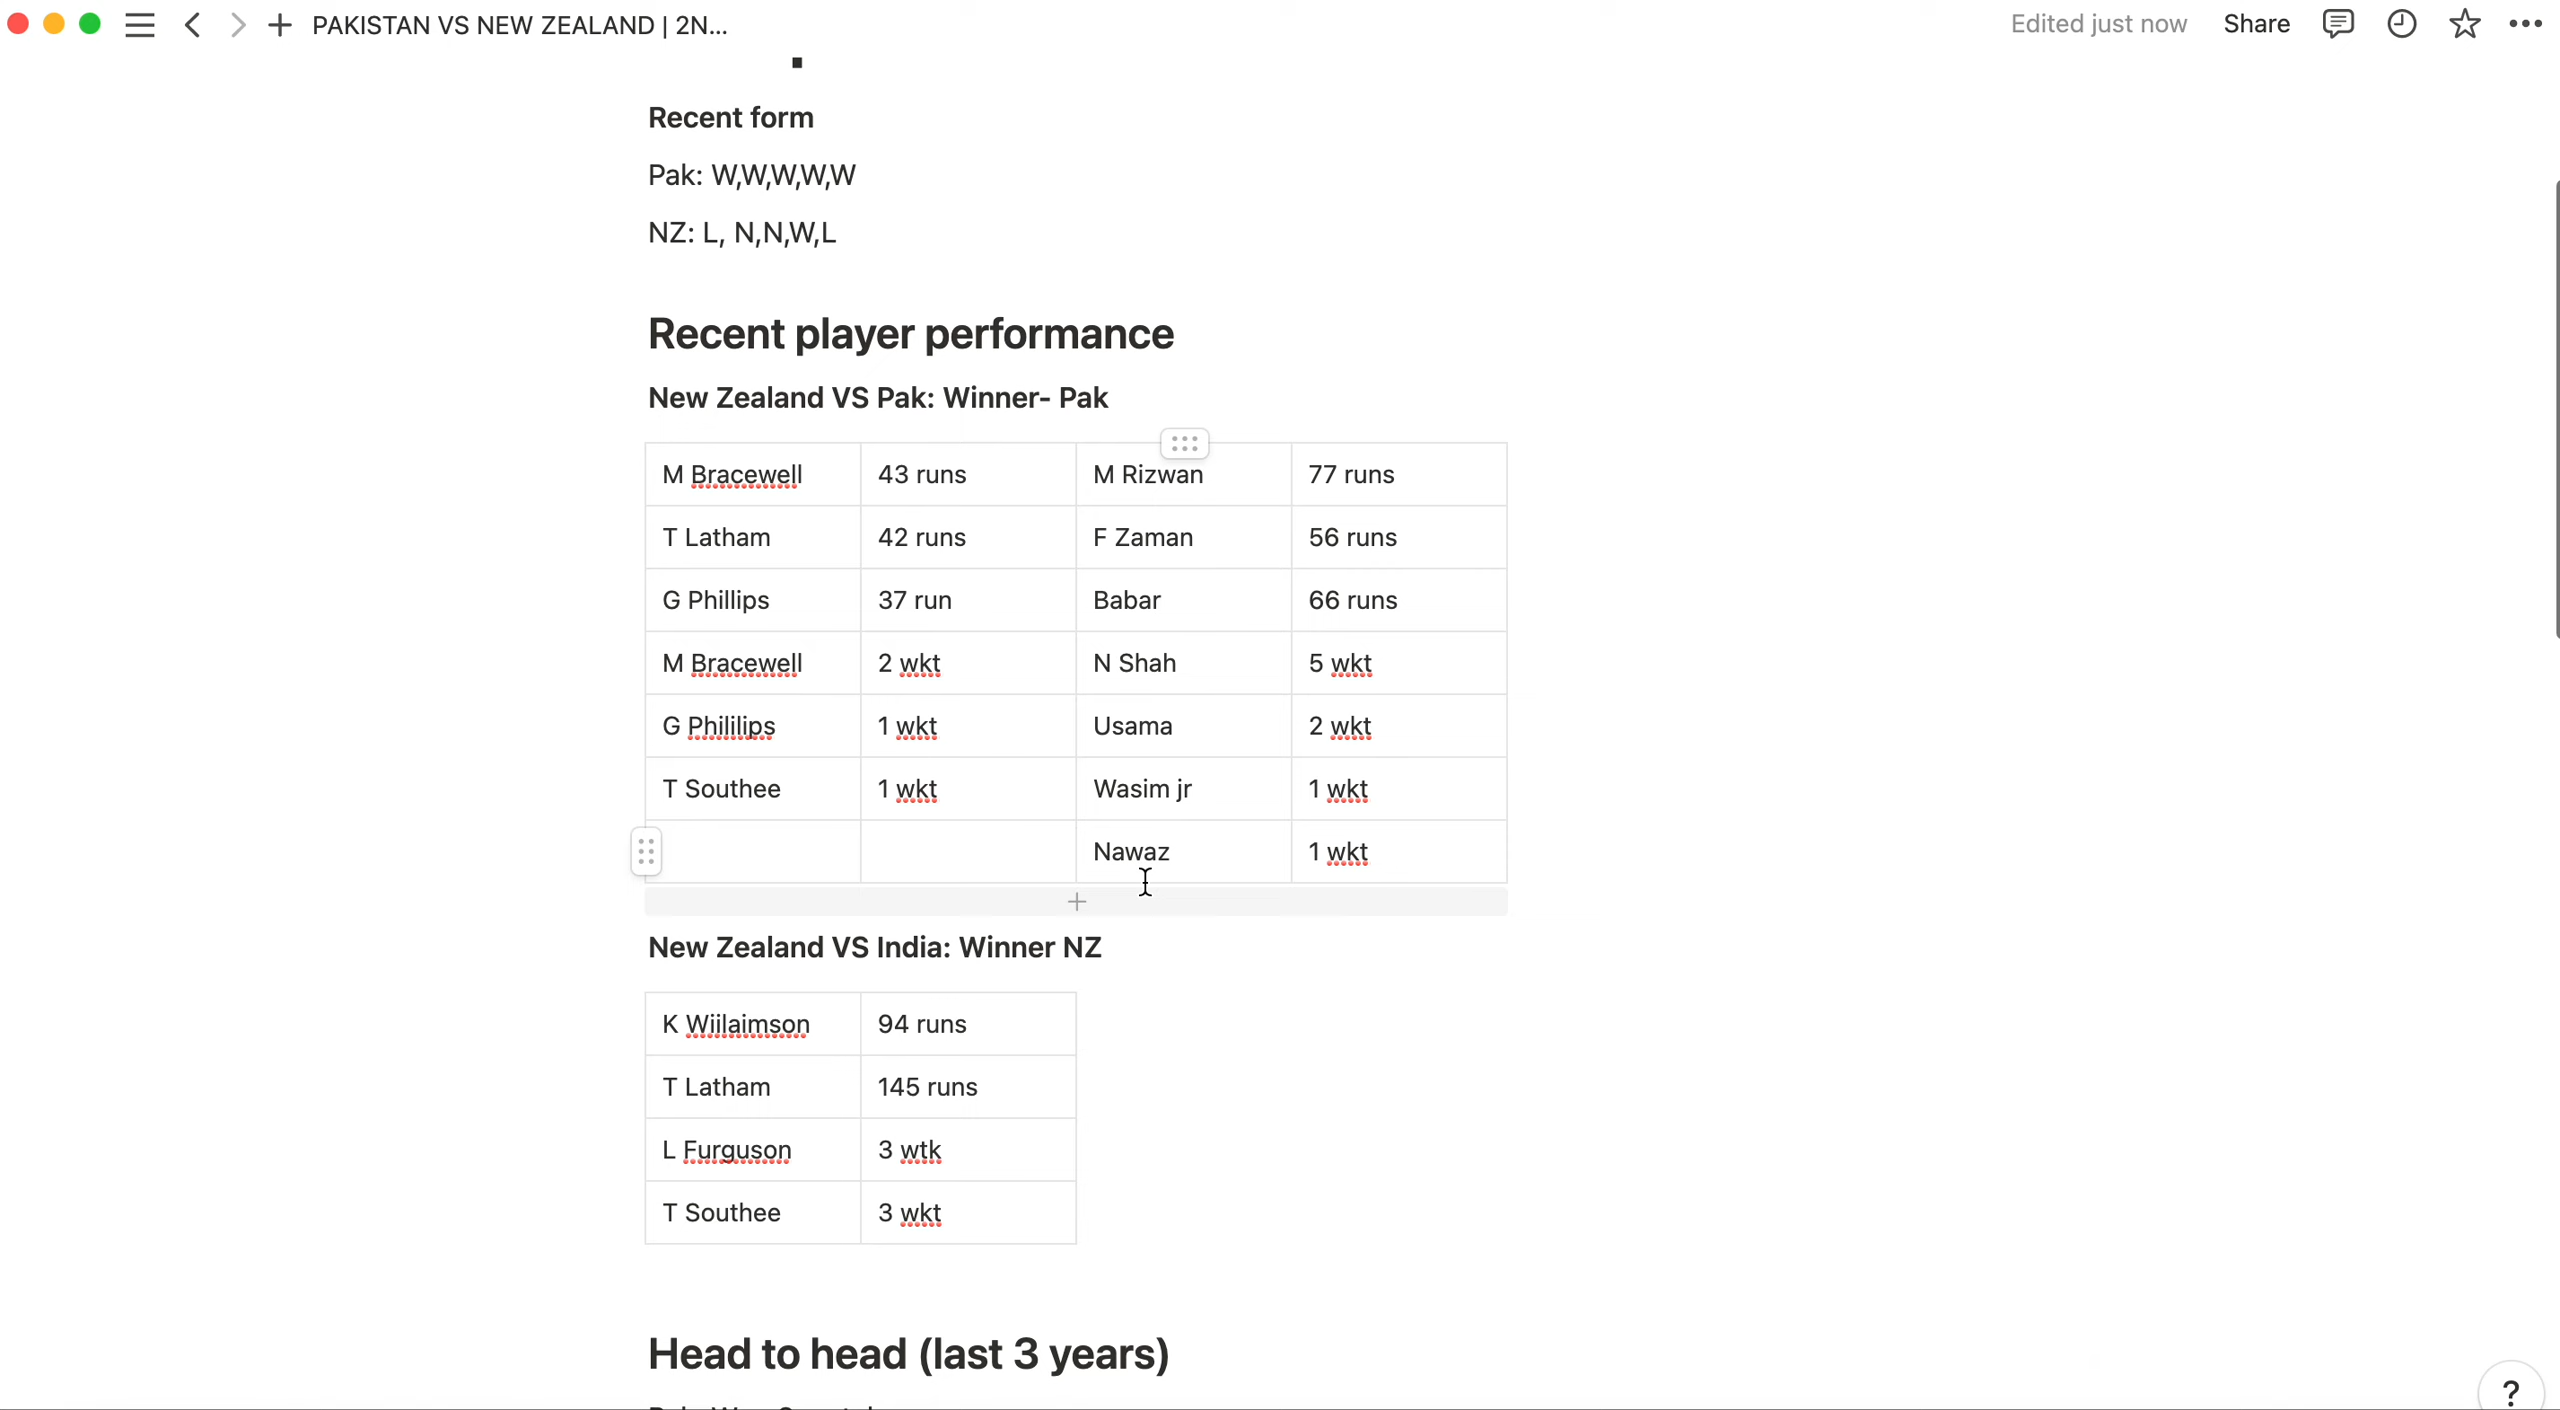 PAKISTAN VS NEW ZEALAND | 2N...
Edited just now Share
Recent form
Pak: W,W,W,W,W
NZ: L, N,N,W,L
Recent player performance
New Zealand VS Pak: Winner- Pak
M Bracewell 43 runs M Rizwan 77 runs
T Latham 42 runs F Zaman 56 runs
G Phillips 37 run Babar 66 runs
M Bracewell 2 wkt N Shah 5 wkt
G Phililips 1 wkt Usama 2 wkt
T Southee 1 wkt Wasim jr 1 wkt
Nawaz 1 wkt
New Zealand VS India: Winner NZ
K Wiilaimson 94 runs
T Latham 145 runs
L Furguson 3 wtk
T Southee 3 wkt
Head to head (last 3 years)
?